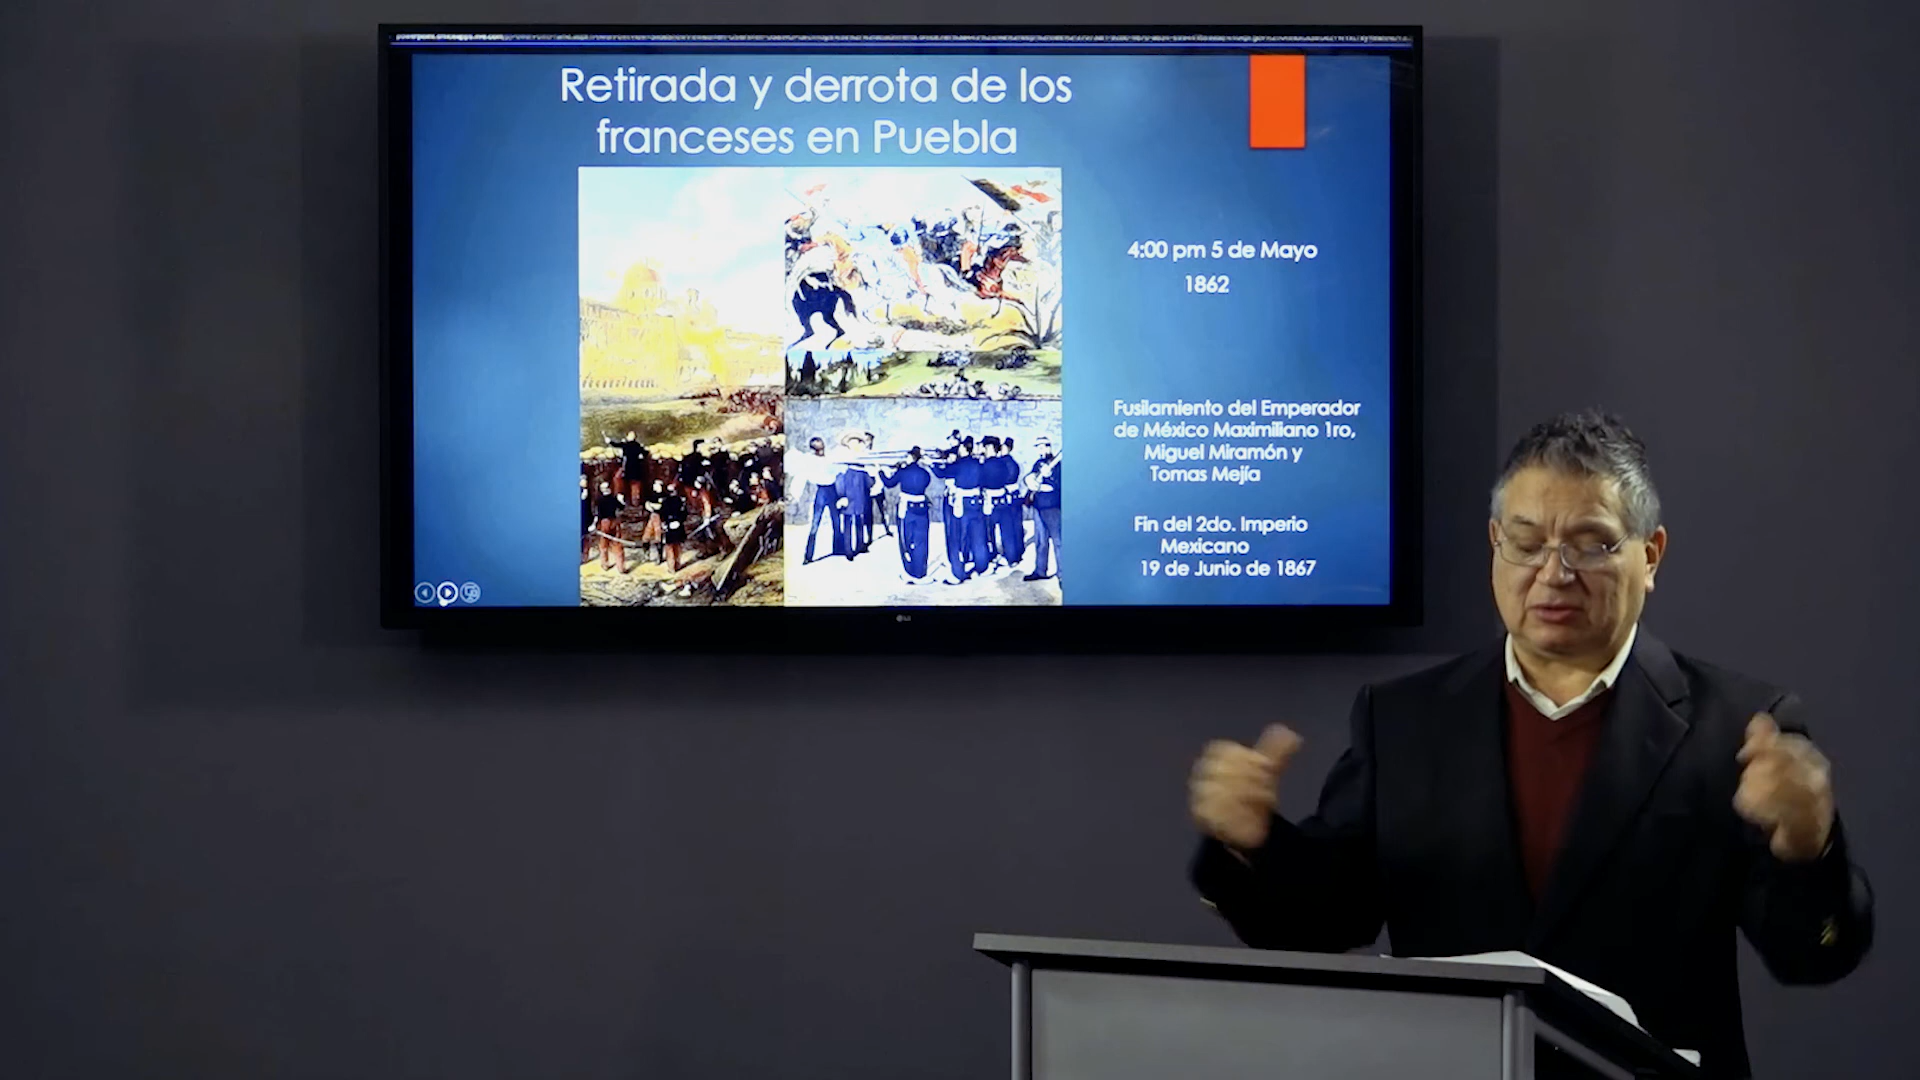 Retirada y derrota de los
franceses en Puebla
4:00 pm 5 de Mayo
1862
Fusilamiento del Emperador
de México Maximiliano 1ro,
Miguel Miramón y
Tomas Mejía
Fin del 2do. Imperio
Mexicano
19 de Junio de 1867
LG